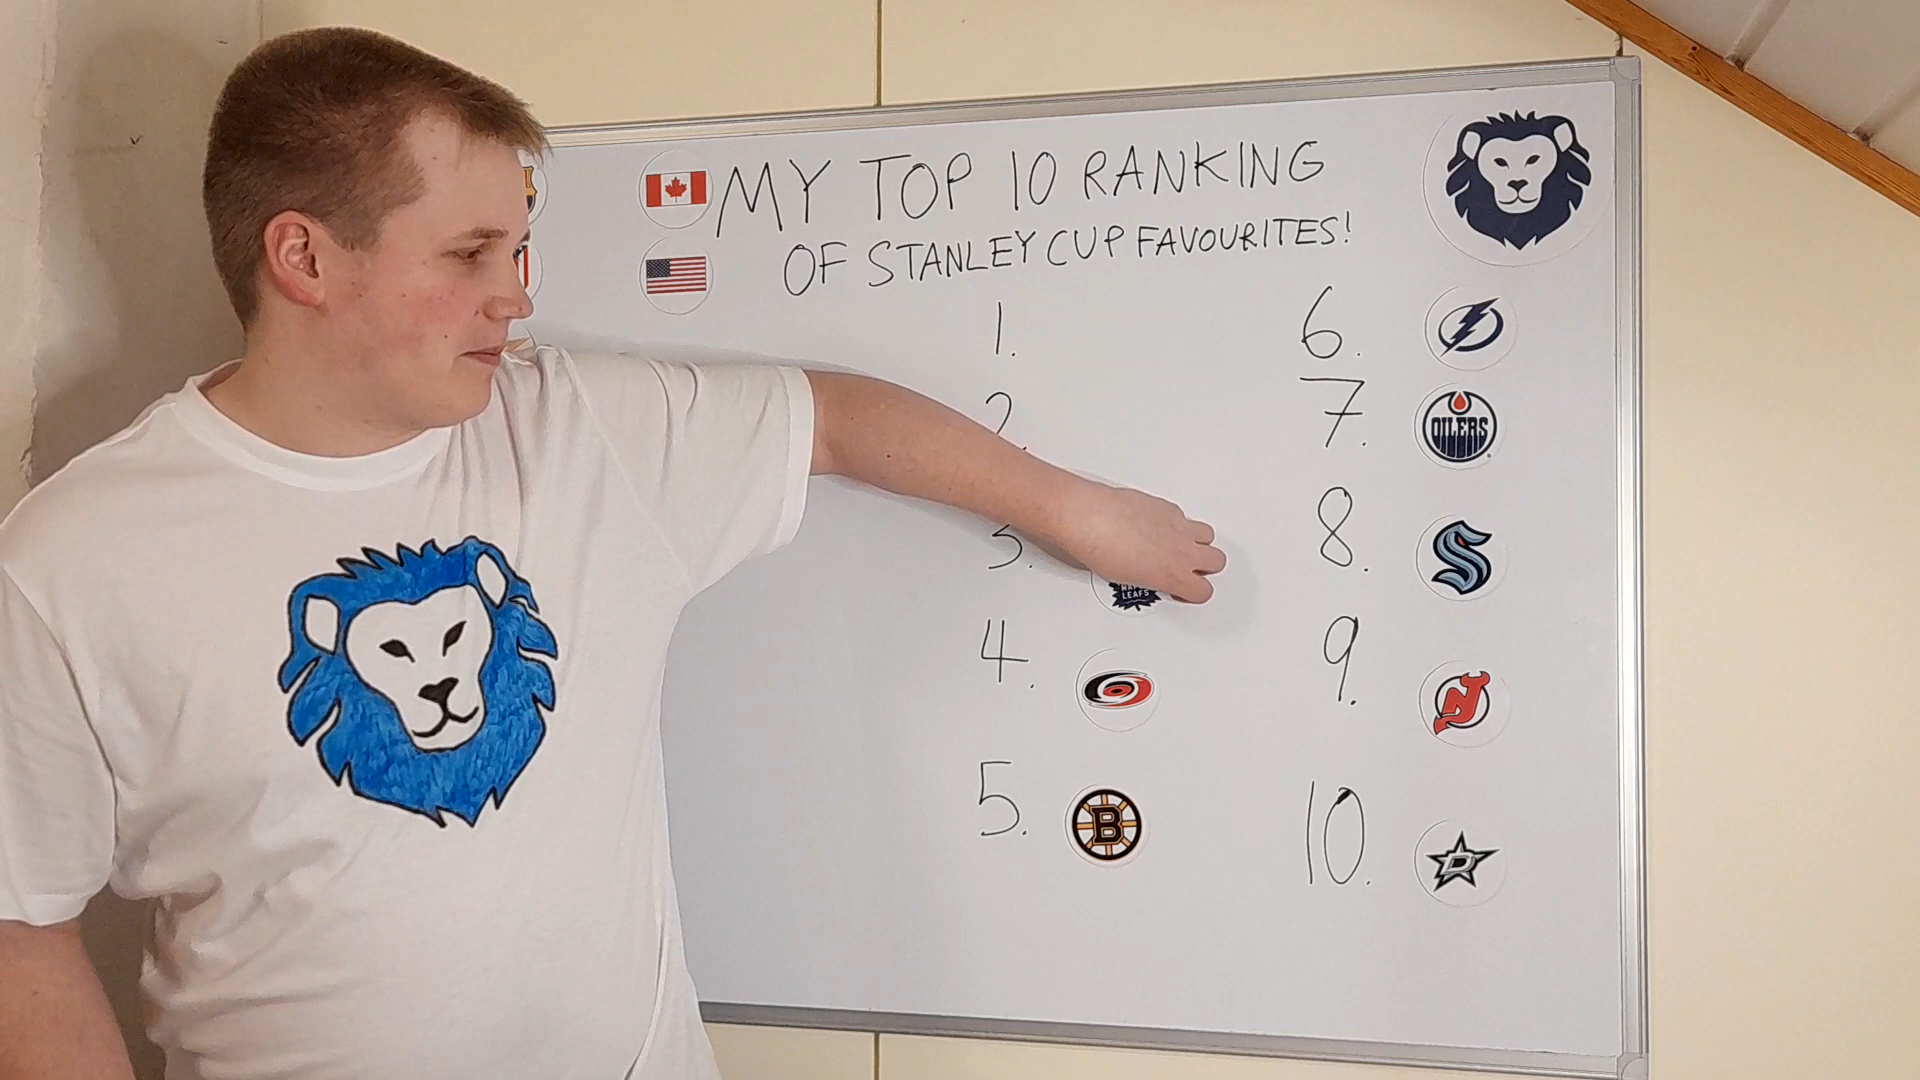 MY TOP 10 RANKING
OF STANLEY CUP FAVOURITES!
1.
2.
3.
LEAFS
4.
5.
B
6.
7.
OILERS
8.
S
9.
NJ
10.
D